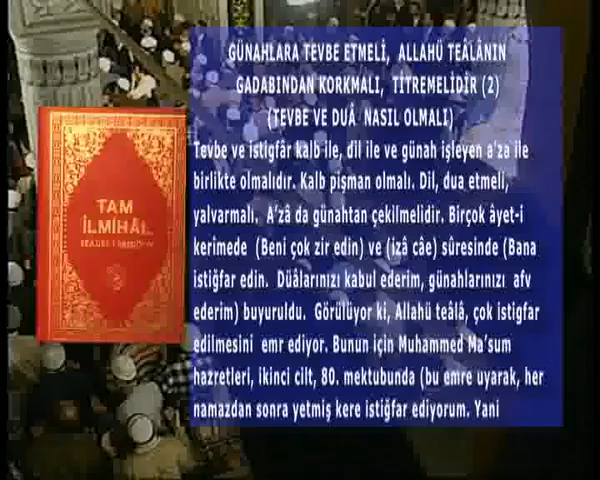 GÜNAHLARA TEVBE ETMELİ, ALLAHÜ TEÂLÂNIN
GADABINDAN KORKMALI, TİTREMELİDİR (2)
(TEVBE VE DUÂ NASIL OLMALI)
Tevbe ve istigfâr kalb ile, dil ile ve günah işleyen a'za ile
birlikte olmalıdır. Kalb pişman olmalı. Dil, dua etmeli,
yalvarmalı. A'zâ da günahtan çekilmelidir. Birçok âyet-i
kerimede (Beni çok zir edin) ve (izâ câe) sûresinde (Bana
istiğfar edin. Düâlarınızı kabul ederim, günahlarınızı afv
ederim) buyuruldu. Görülüyor ki, Allahü teâlâ, çok istigfar
edilmesini emr ediyor. Bunun için Muhammed Ma'sum
hazretleri, ikinci cilt, 80. mektubunda (bu emre uyarak, her
namazdan sonra yetmiş kere istiğfar ediyorum. Yani
TAM
İLMİHÂL